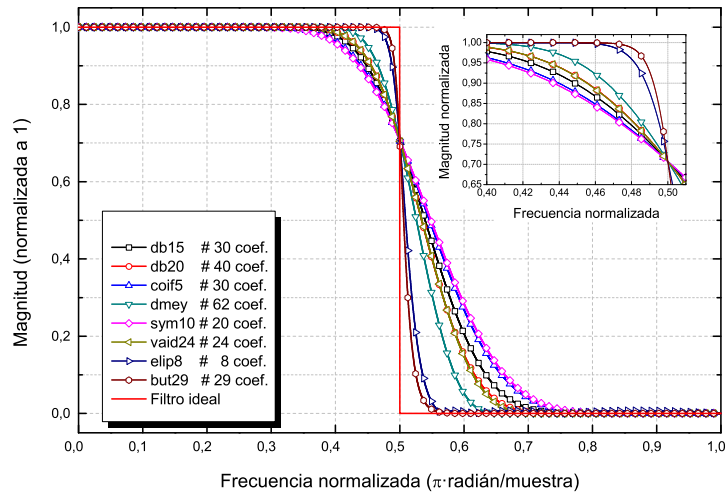 1,0
0,8
0,6
0,4
0,2
0,0
Magnitud (normalizada a 1)
0,0 0,1 0,2 0,3 0,4 0,5 0,6 0,7 0,8 0,9 1,0
Frecuencia normalizada (π·radián/muestra)
db15 # 30 coef.
db20 # 40 coef.
coif5 # 30 coef.
dmey # 62 coef.
sym10 # 20 coef.
vaid24 # 24 coef.
elip8 # 8 coef.
but29 # 29 coef.
Filtro ideal
1,00
0,95
0,90
0,85
0,80
0,75
0,70
0,65
Magnitud normalizada
0,40 0,42 0,44 0,46 0,48 0,50
Frecuencia normalizada